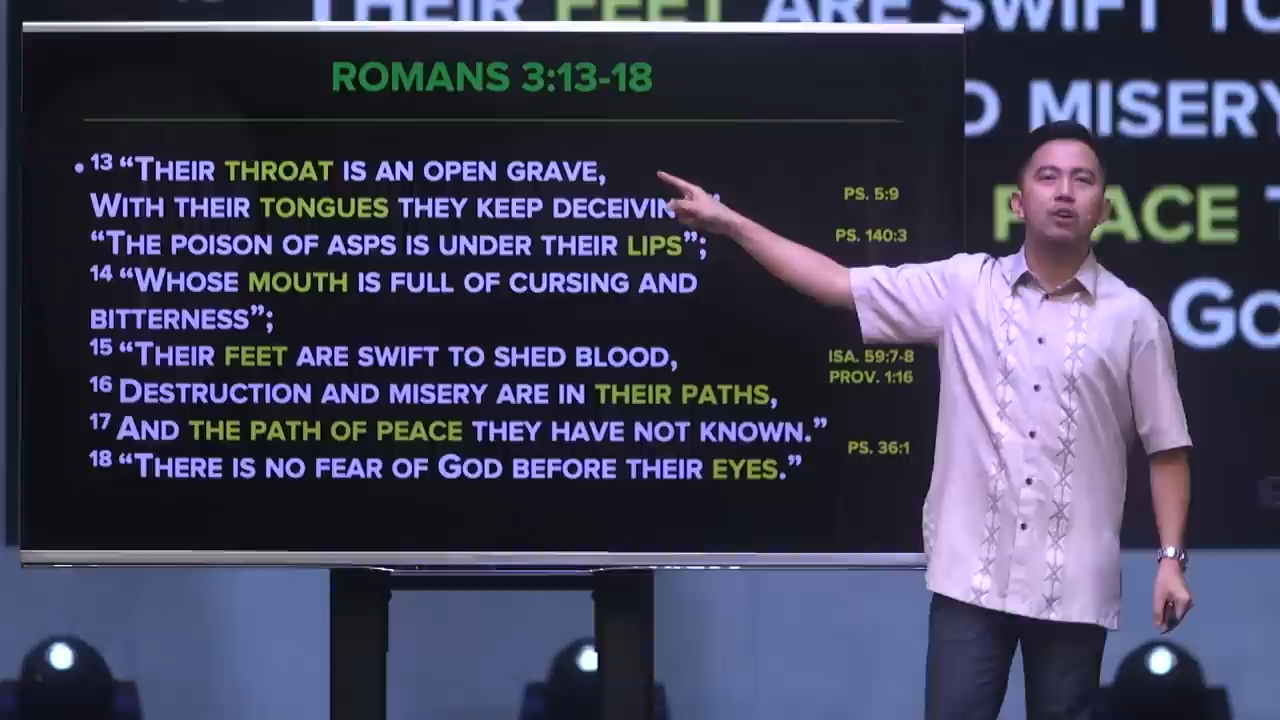 THEIR FEET ARE SWIFT TO
ROMANS 3:13-18
• 13 “THEIR THROAT IS AN OPEN GRAVE,
WITH THEIR TONGUES THEY KEEP
PS. 5:9
“THE POISON OF ASPS IS UNDER THEIR LIPS”;
PS. 140:3
14 “WHOSE MOUTH IS FULL OF CURSING AND
BITTERNESS”;
15 “THEIR FEET ARE SWIFT TO SHED BLOOD,
ISA. 59:7-8
PROV. 1:16
16 DESTRUCTION AND MISERY ARE IN THEIR PATHS,
17 AND THE PATH OF PEACE THEY HAVE NOT KNOWN.”
PS. 36:1
18 “THERE IS NO FEAR OF GOD BEFORE THEIR EYES.”
MISERY